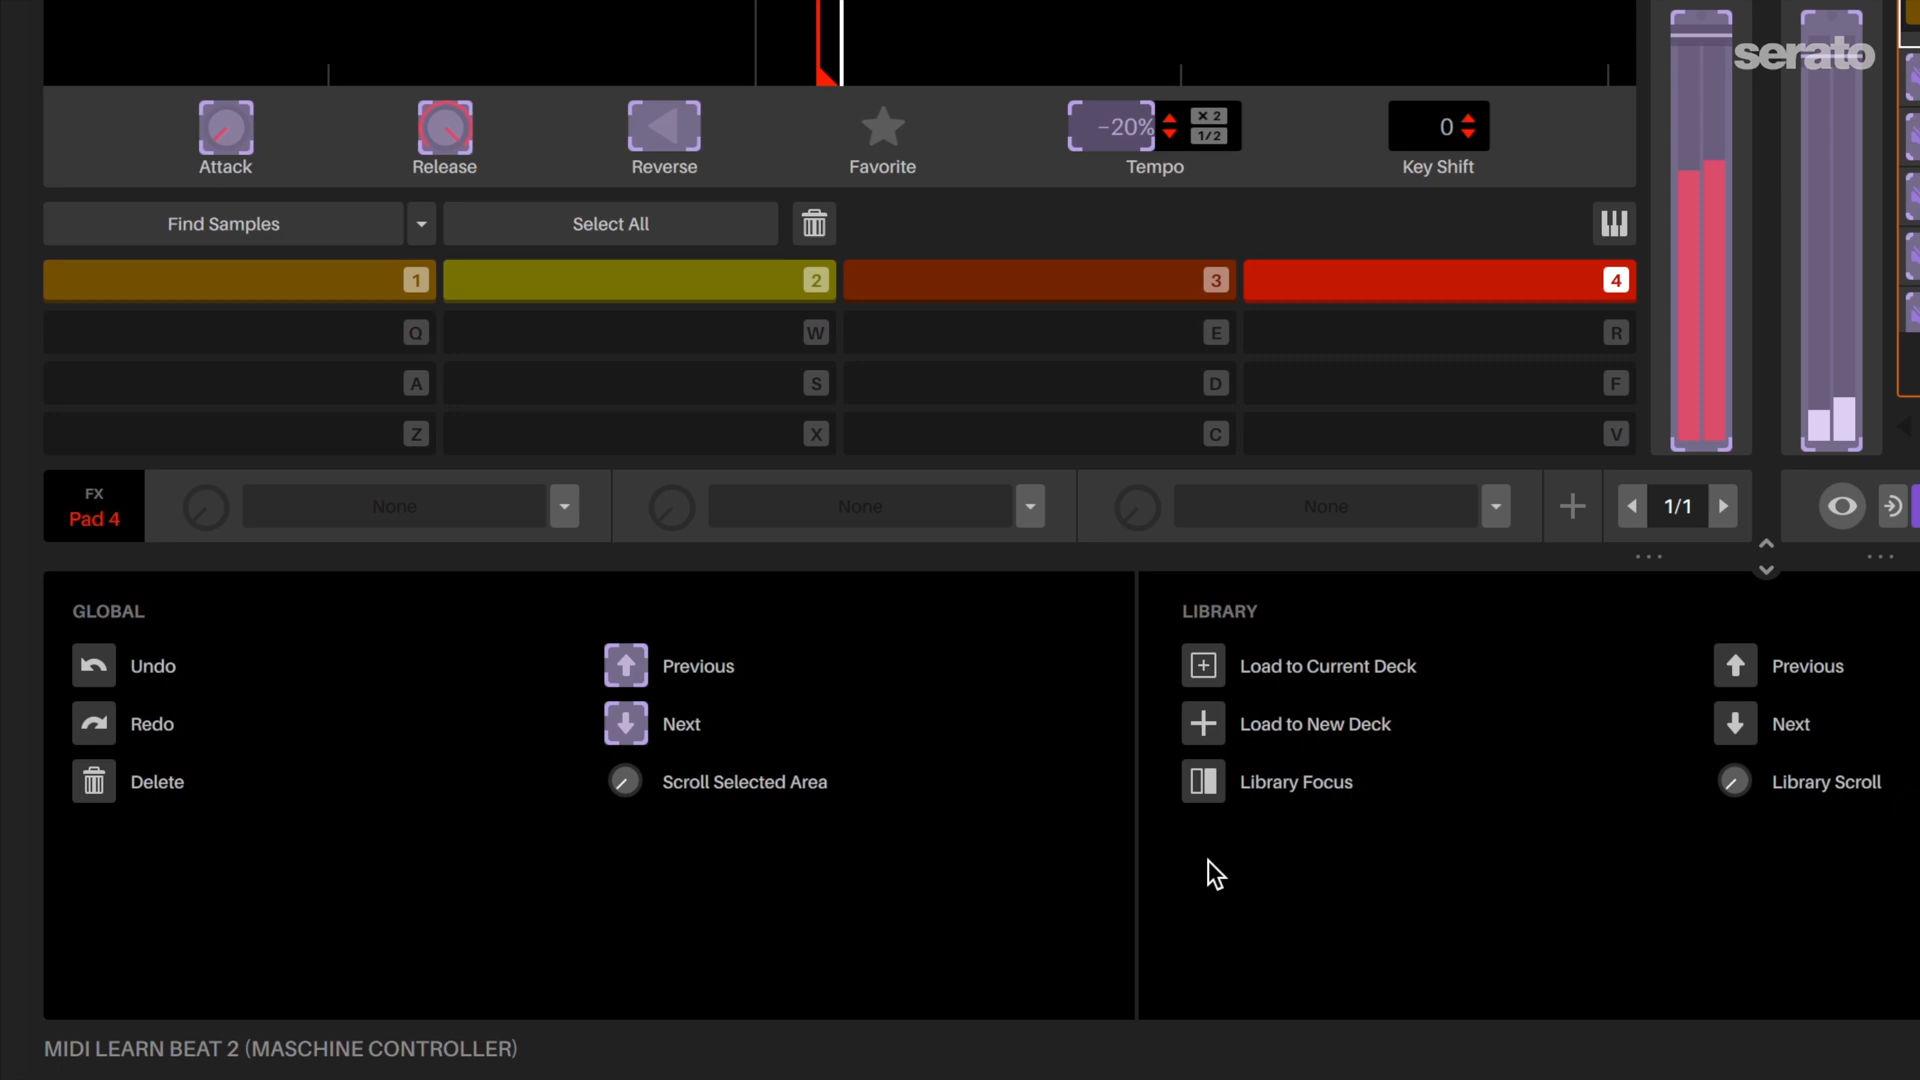 serato
−20%
× 2
1/2
0
Attack
Release
Reverse
Favorite
Tempo
Key Shift
Find Samples
Select All
1
2
3
4
Q
W
E
R
A
S
D
F
Z
X
C
V
FX
Pad 4
None
None
None
1/1
GLOBAL
Undo
Previous
Redo
Next
Delete
Scroll Selected Area
LIBRARY
Load to Current Deck
Previous
Load to New Deck
Next
Library Focus
Library Scroll
MIDI LEARN BEAT 2 (MASCHINE CONTROLLER)